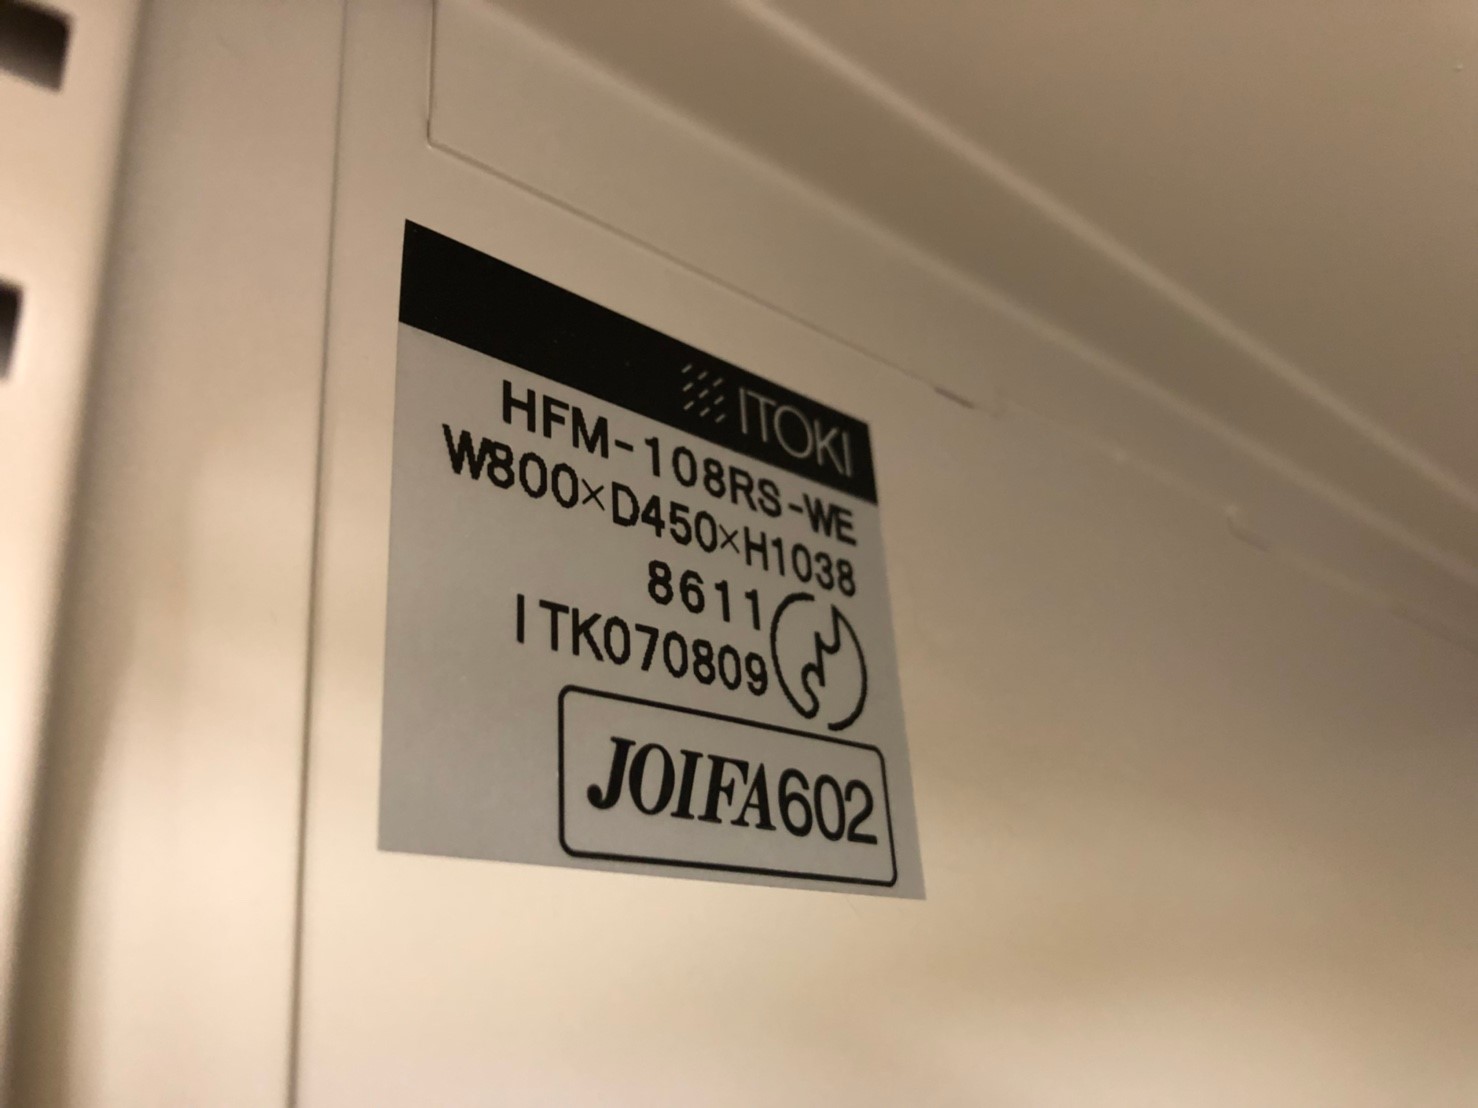 ITOKI
HFM-108RS-WE
W800×D450×H1038
8611
ITK070809
JOIFA602